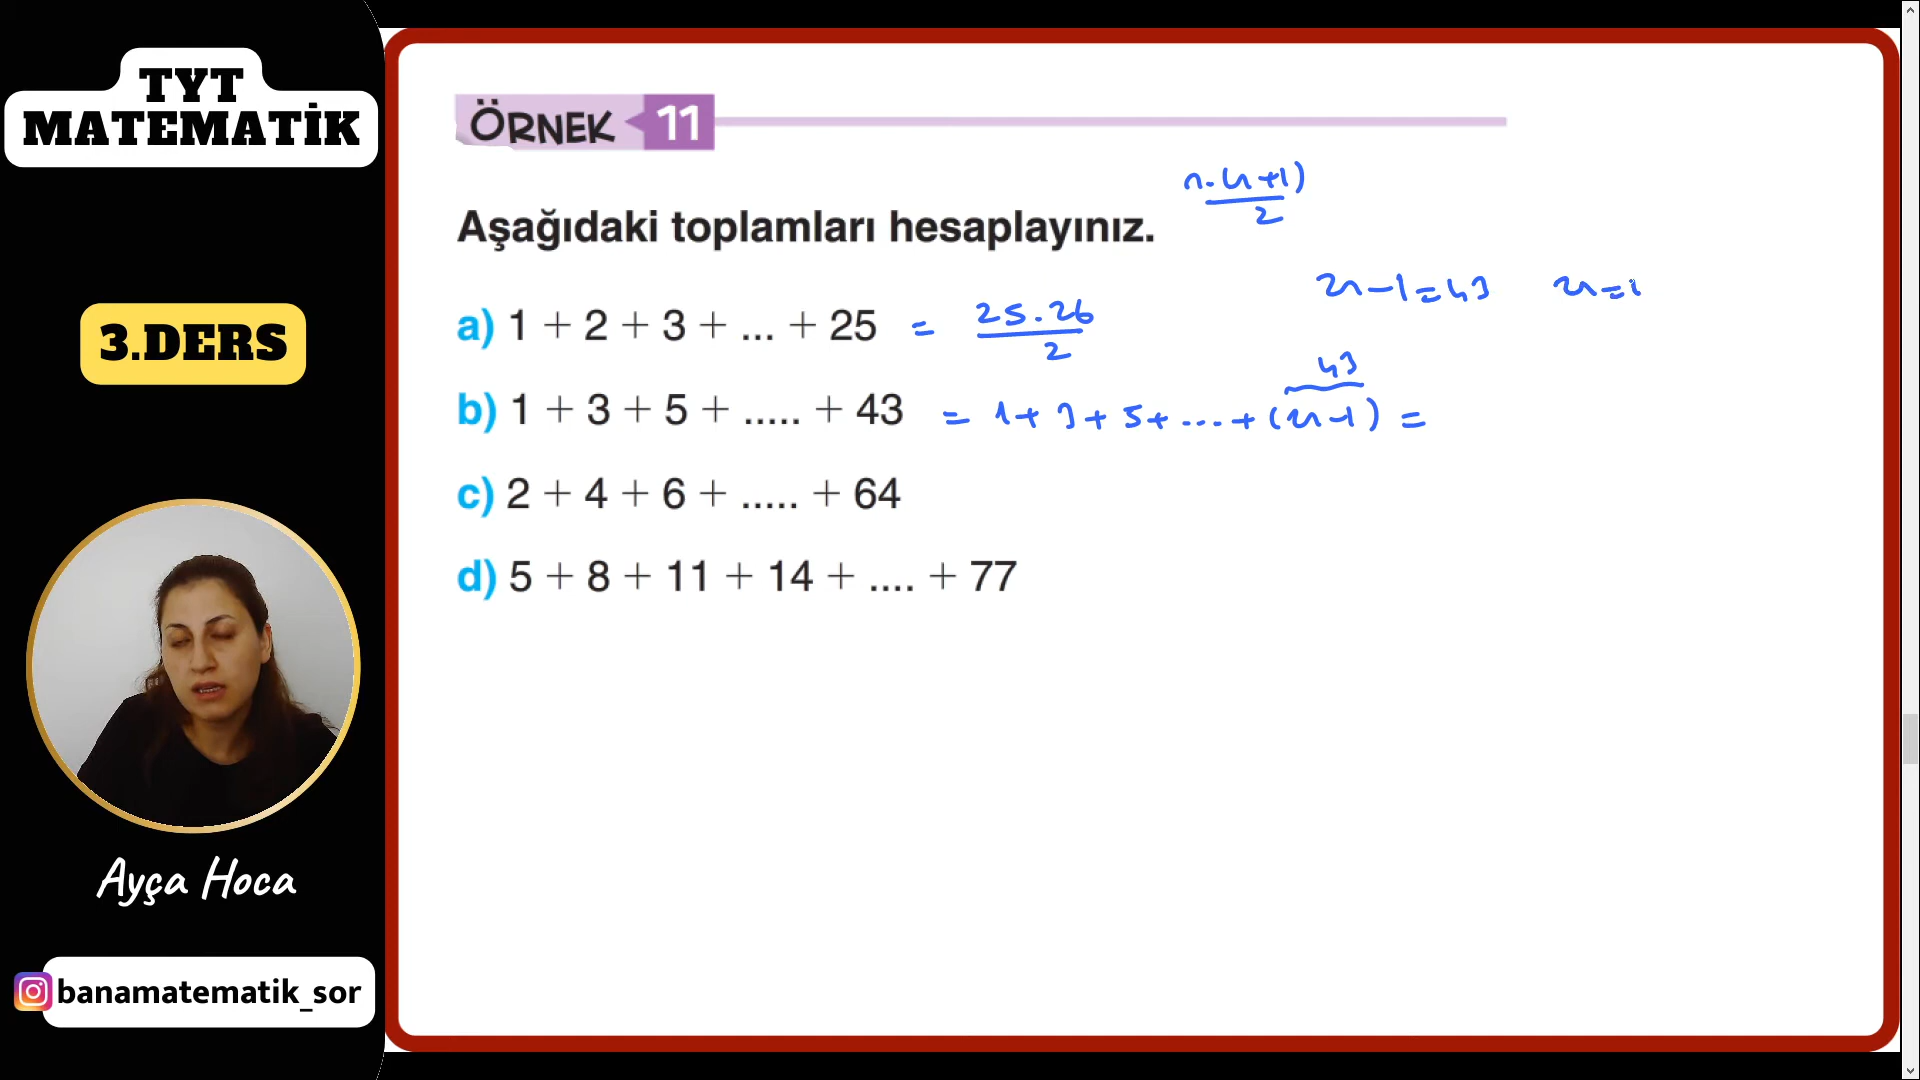 TYT
MATEMATİK
3.DERS
Ayça Hoca
banamatematik_sor
ÖRNEK 11
n.(n+1)
2
Aşağıdaki toplamları hesaplayınız.
2n-1=43 2n=
a) 1 + 2 + 3 + ... + 25 = 25.26
2
43
b) 1 + 3 + 5 + ..... + 43 = 1+3+5+...+(2n-1) =
c) 2 + 4 + 6 + ..... + 64
d) 5 + 8 + 11 + 14 + .... + 77